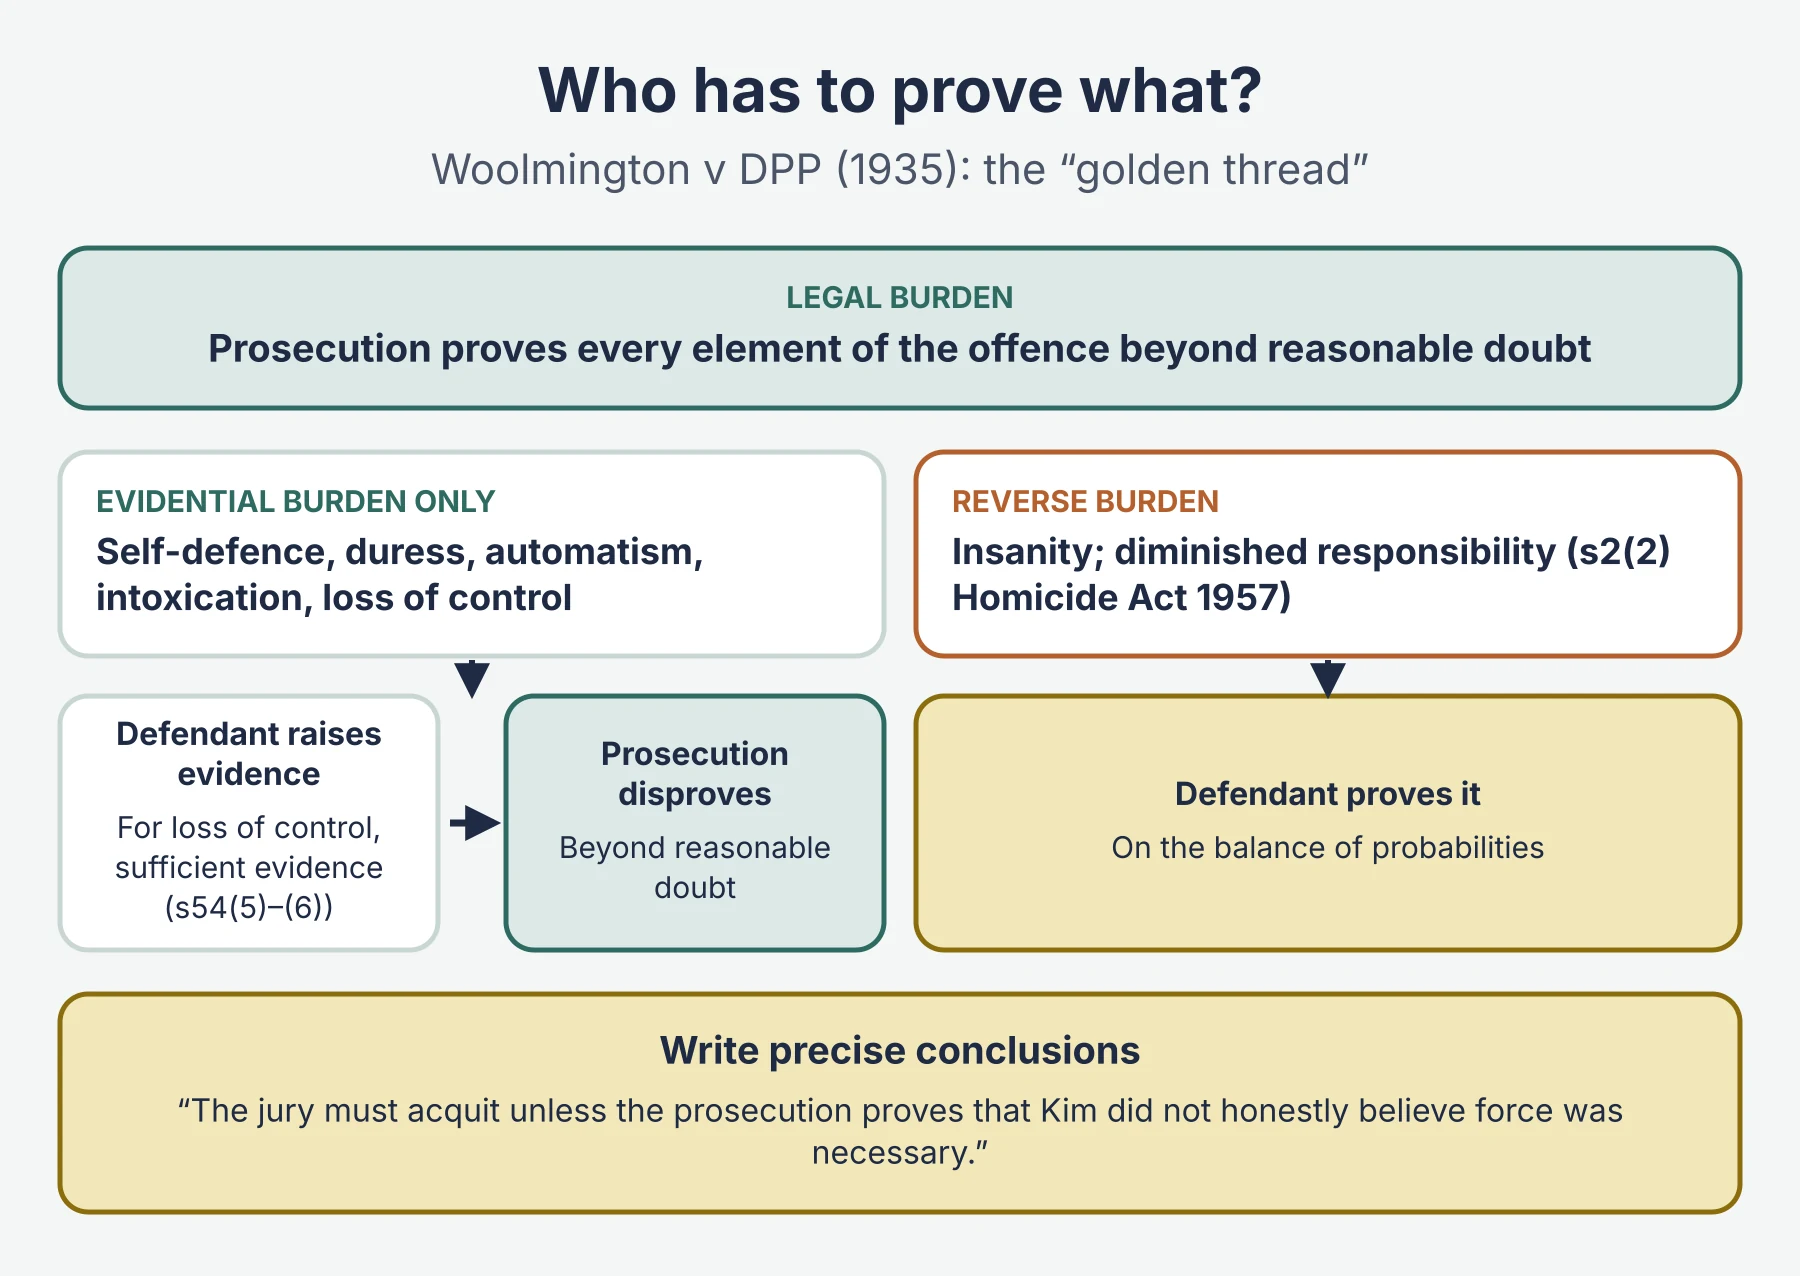 Who has to prove what?
Woolmington v DPP (1935): the “golden thread”
LEGAL BURDEN
Prosecution proves every element of the offence beyond reasonable doubt
EVIDENTIAL BURDEN ONLY
Self-defence, duress, automatism,
intoxication, loss of control
REVERSE BURDEN
Insanity; diminished responsibility (s2(2)
Homicide Act 1957)
Defendant raises
evidence
For loss of control,
sufficient evidence
(s54(5)–(6))
Prosecution
disproves
Beyond reasonable
doubt
Defendant proves it
On the balance of probabilities
Write precise conclusions
“The jury must acquit unless the prosecution proves that Kim did not honestly believe force was
necessary.”